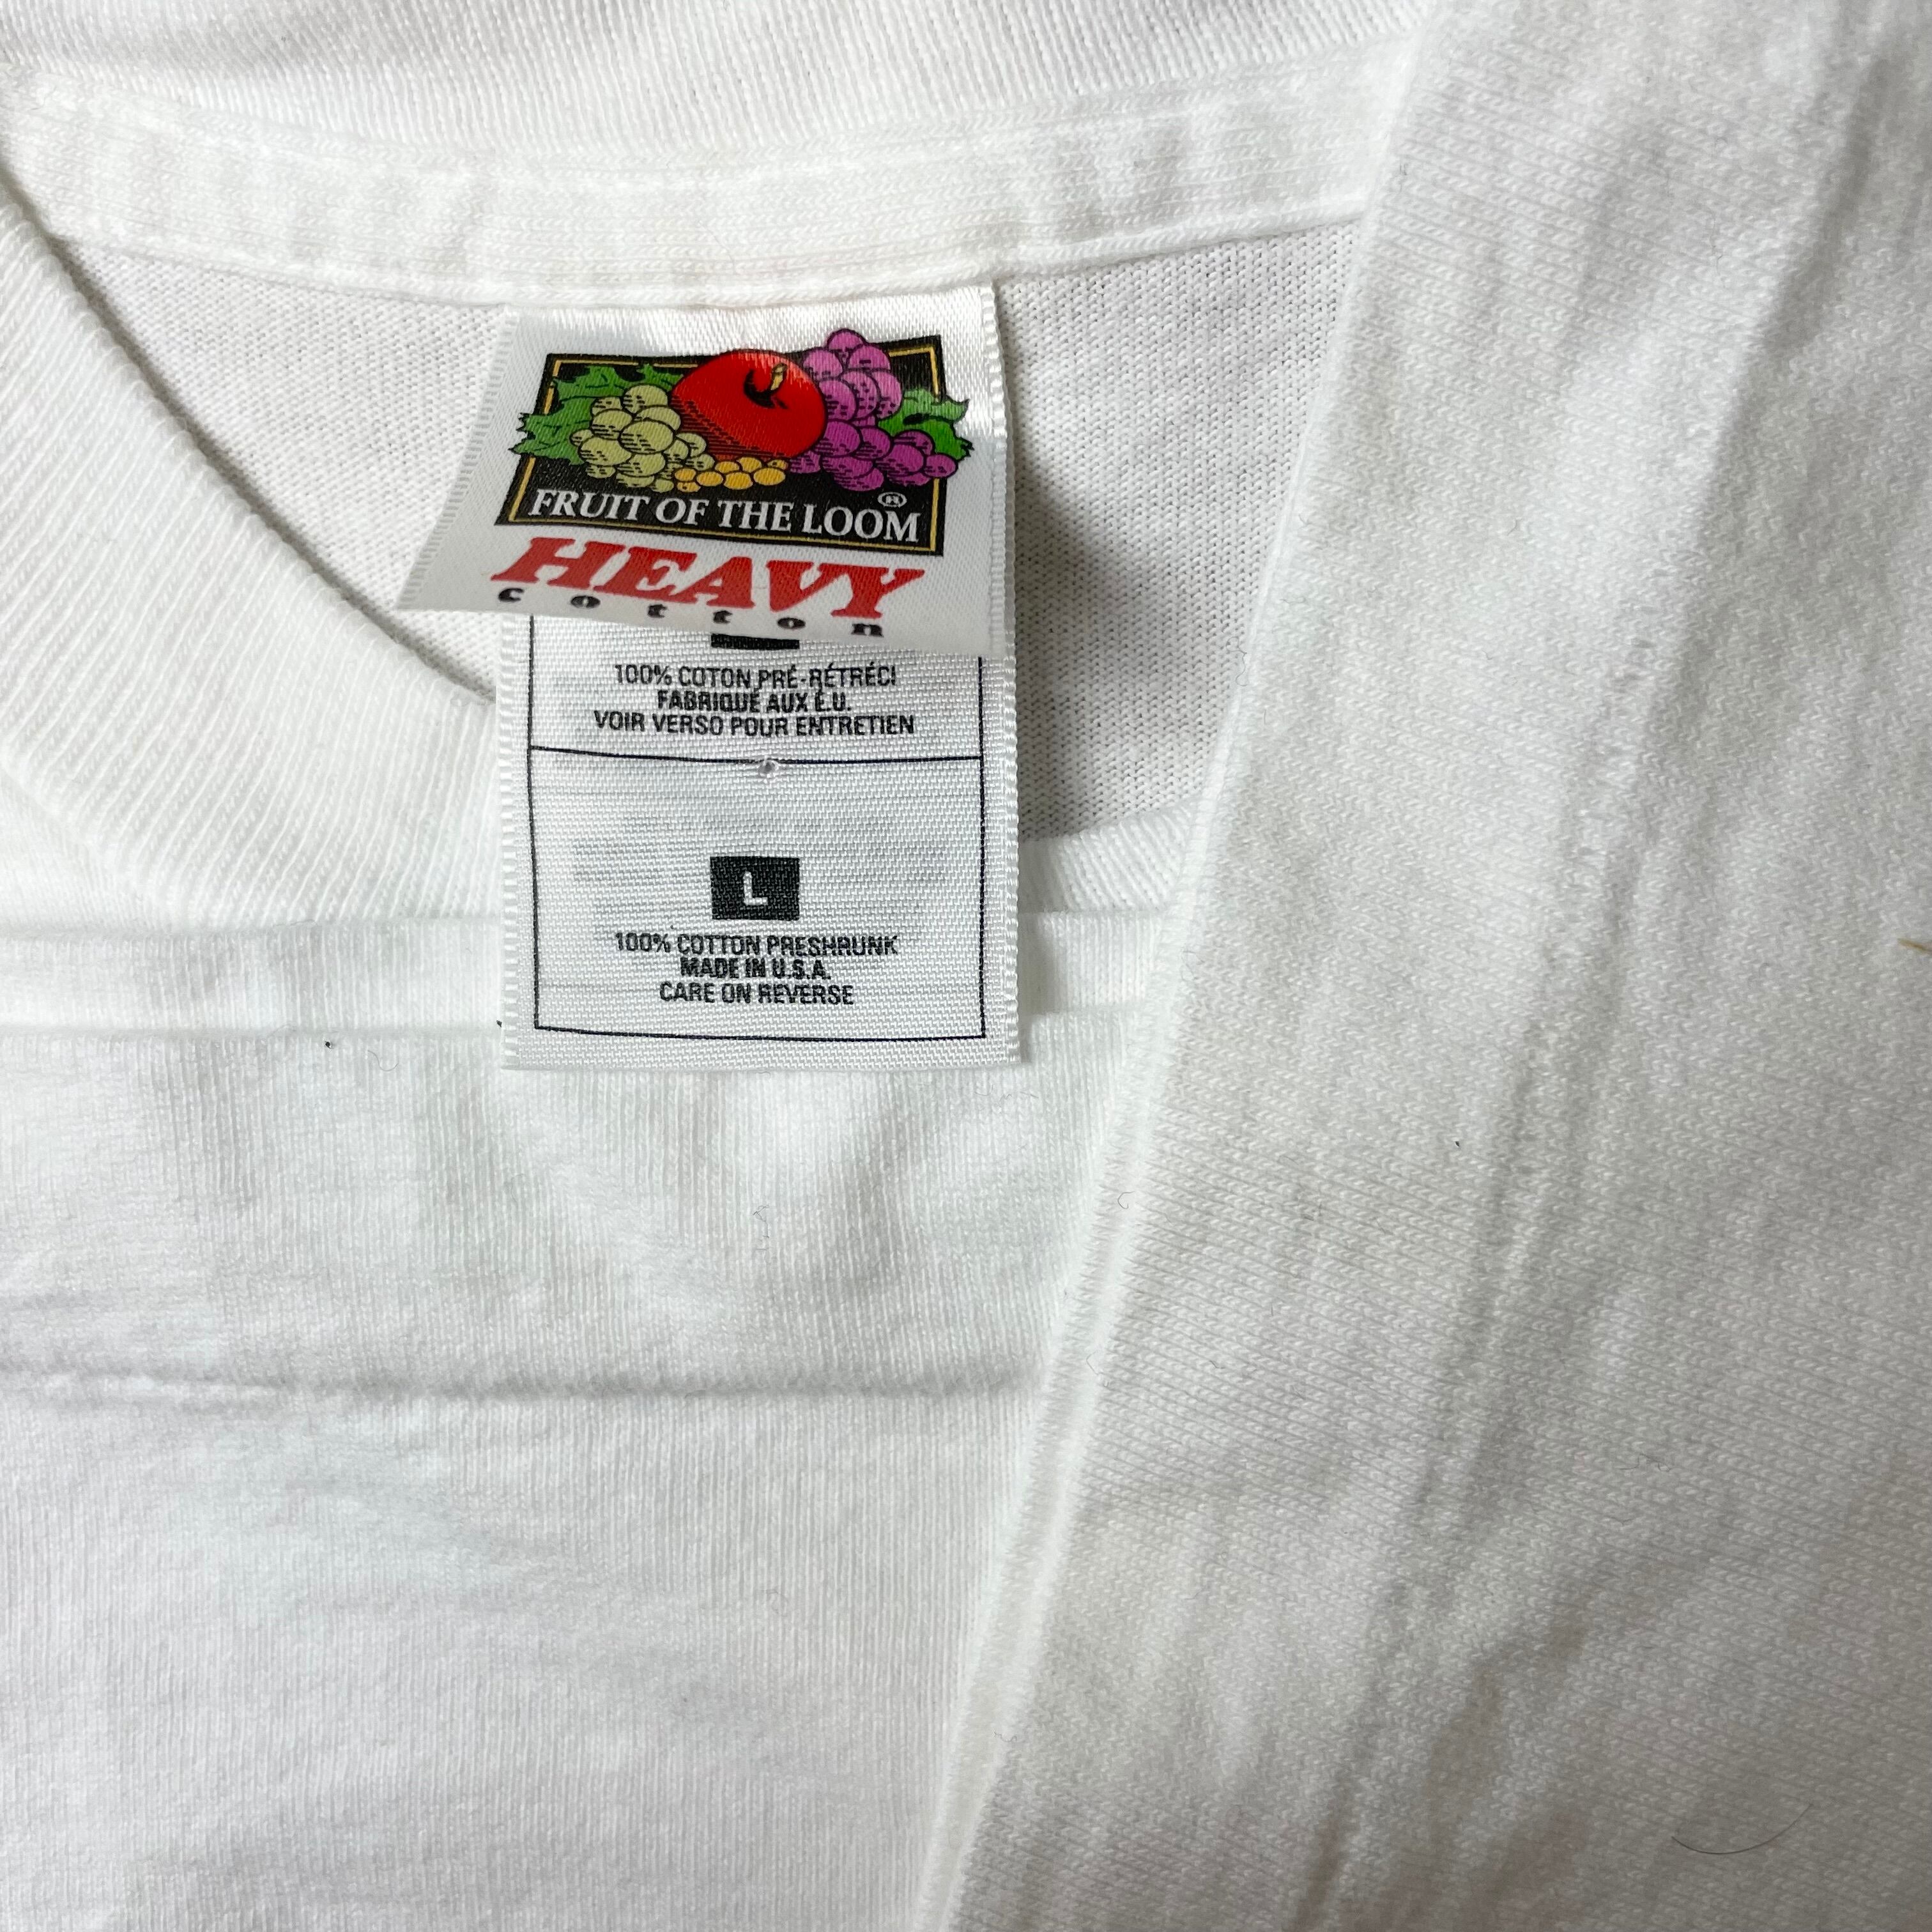 FRUIT OF THE LOOM®
HEAVY
cotton
100% COTON PRÉ-RÉTRÉCI
FABRIQUÉ AUX É.U.
VOIR VERSO POUR ENTRETIEN
L
100% COTTON PRESHRUNK
MADE IN U.S.A.
CARE ON REVERSE